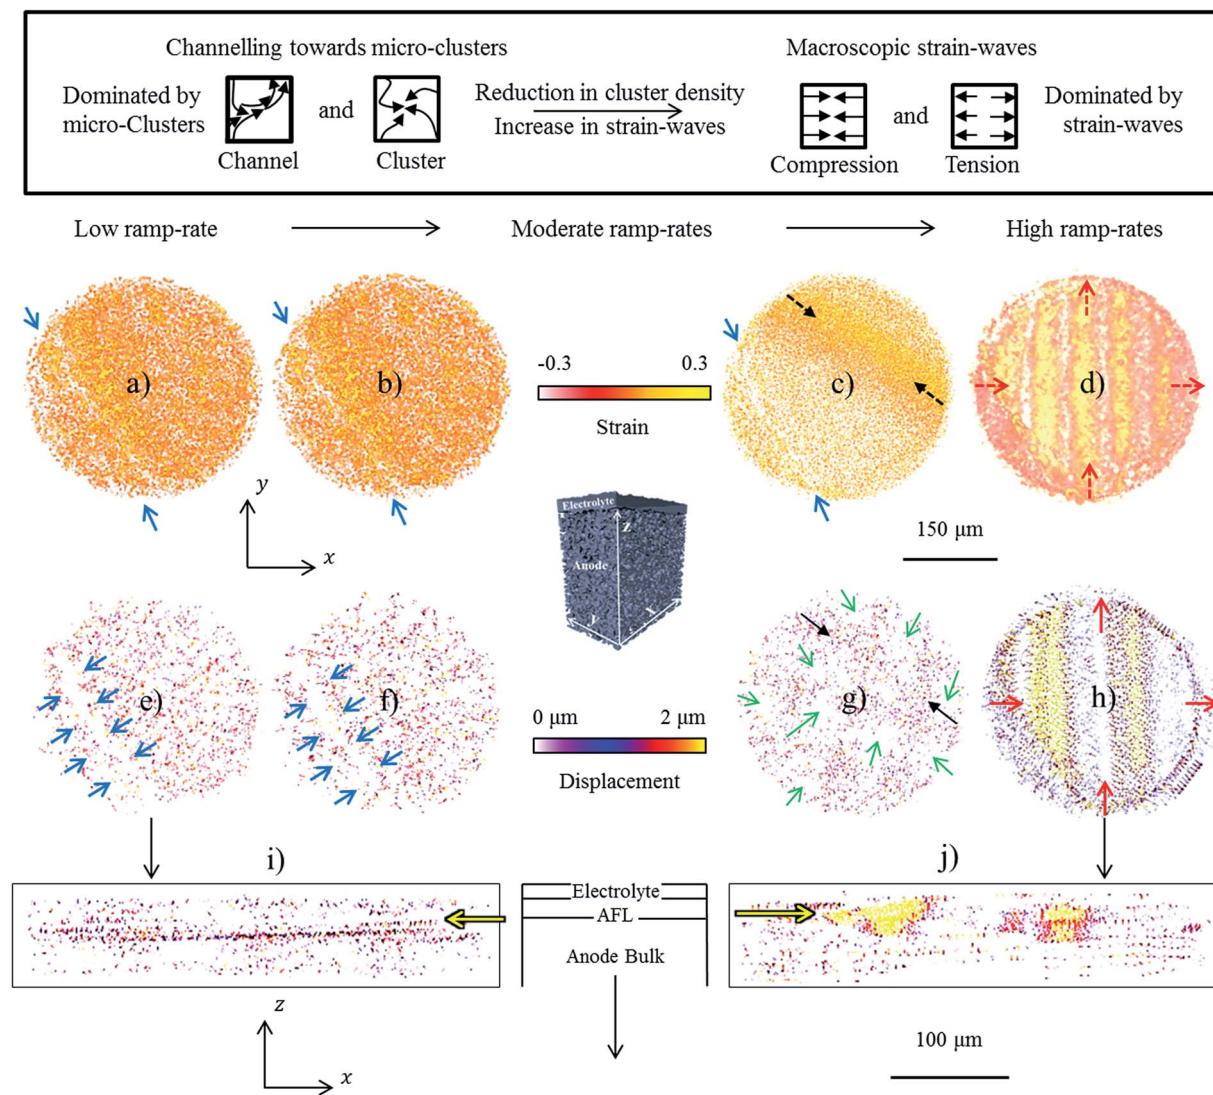 Channelling towards micro-clusters
Macroscopic strain-waves
Dominated by
micro-Clusters
and
Reduction in cluster density
Increase in strain-waves
and
Dominated by
strain-waves
Channel
Cluster
Compression
Tension
Low ramp-rate
Moderate ramp-rates
High ramp-rates
a)
b)
-0.3
0.3
Strain
c)
d)
y
x
Electrolyte
z
Anode
y
x
150 μm
e)
f)
0 μm
2 μm
Displacement
g)
h)
i)
j)
Electrolyte
AFL
Anode Bulk
z
x
100 μm